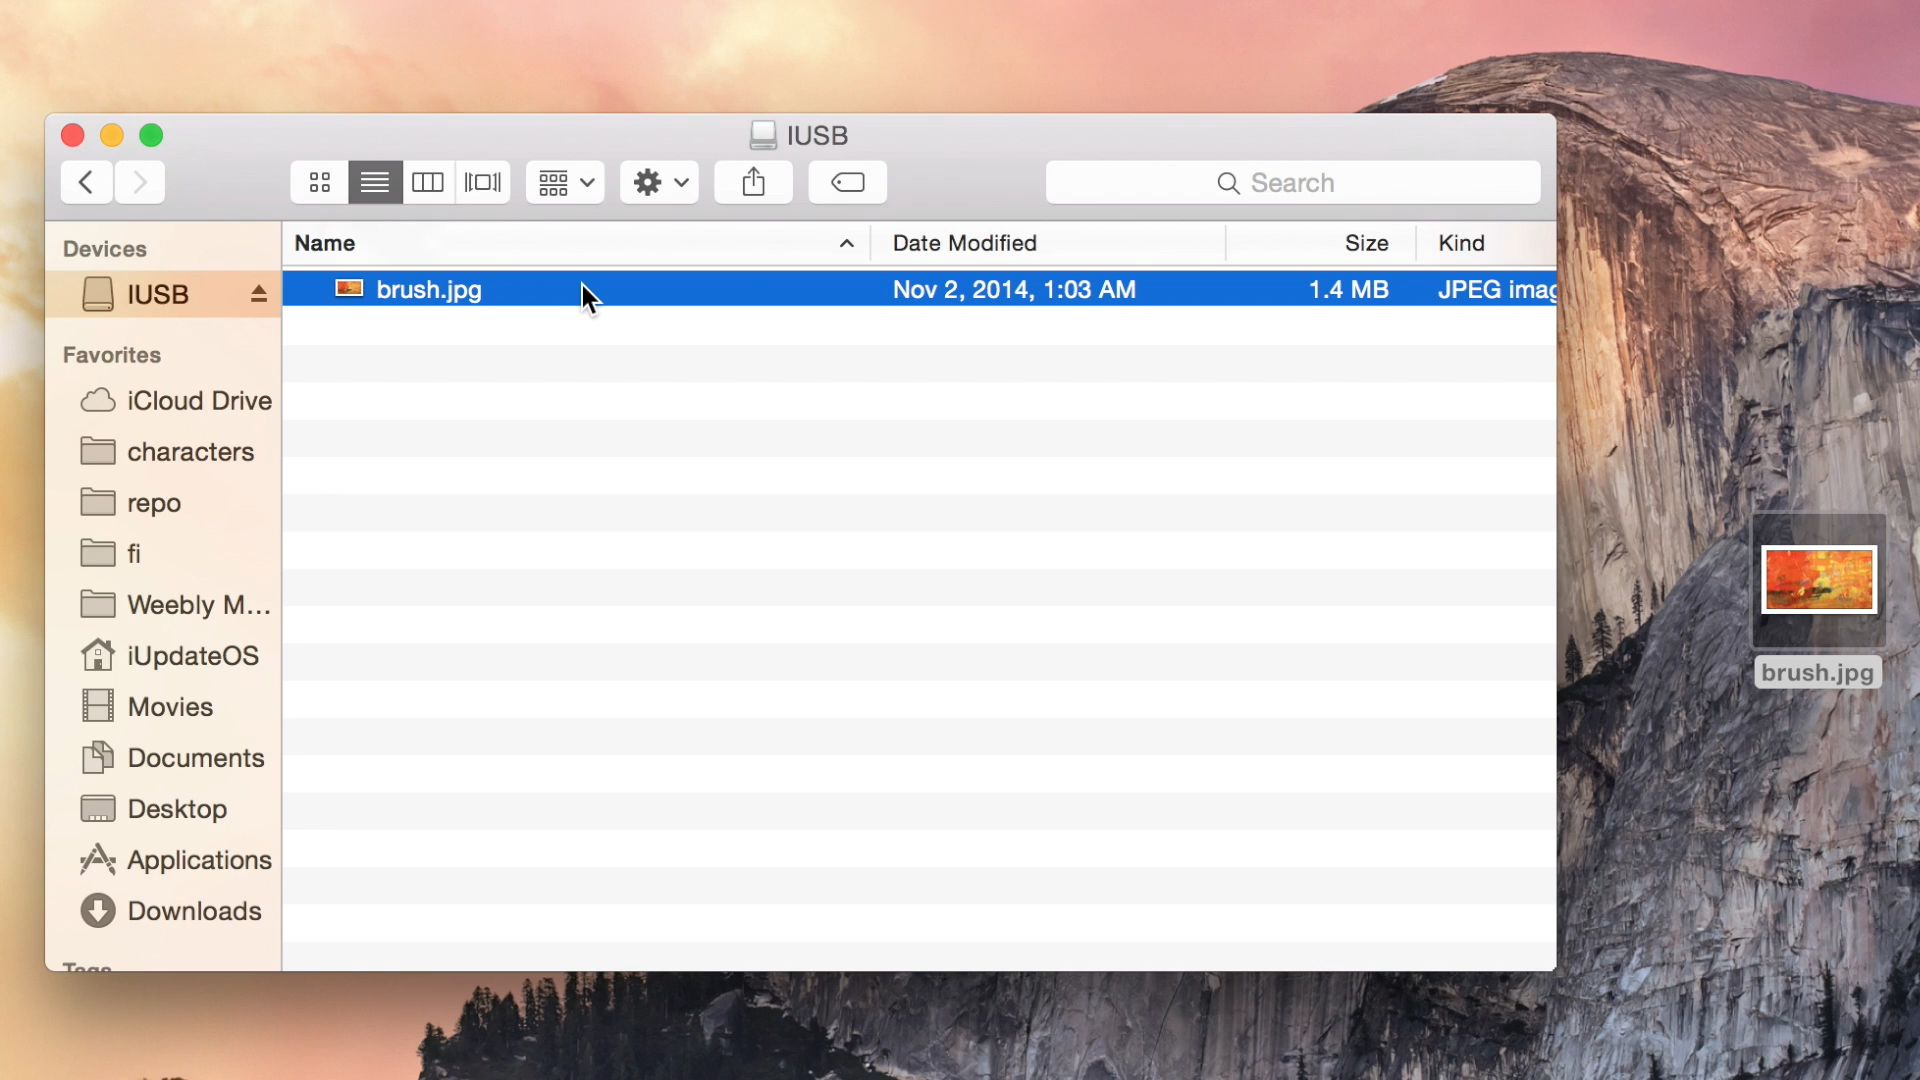 IUSB
Search
Devices
Name
Date Modified
Size
Kind
IUSB
brush.jpg
Nov 2, 2014, 1:03 AM
1.4 MB
JPEG imag
Favorites
iCloud Drive
characters
repo
fi
Weebly M...
iUpdateOS
Movies
Documents
Desktop
Applications
Downloads
Tags
brush.jpg